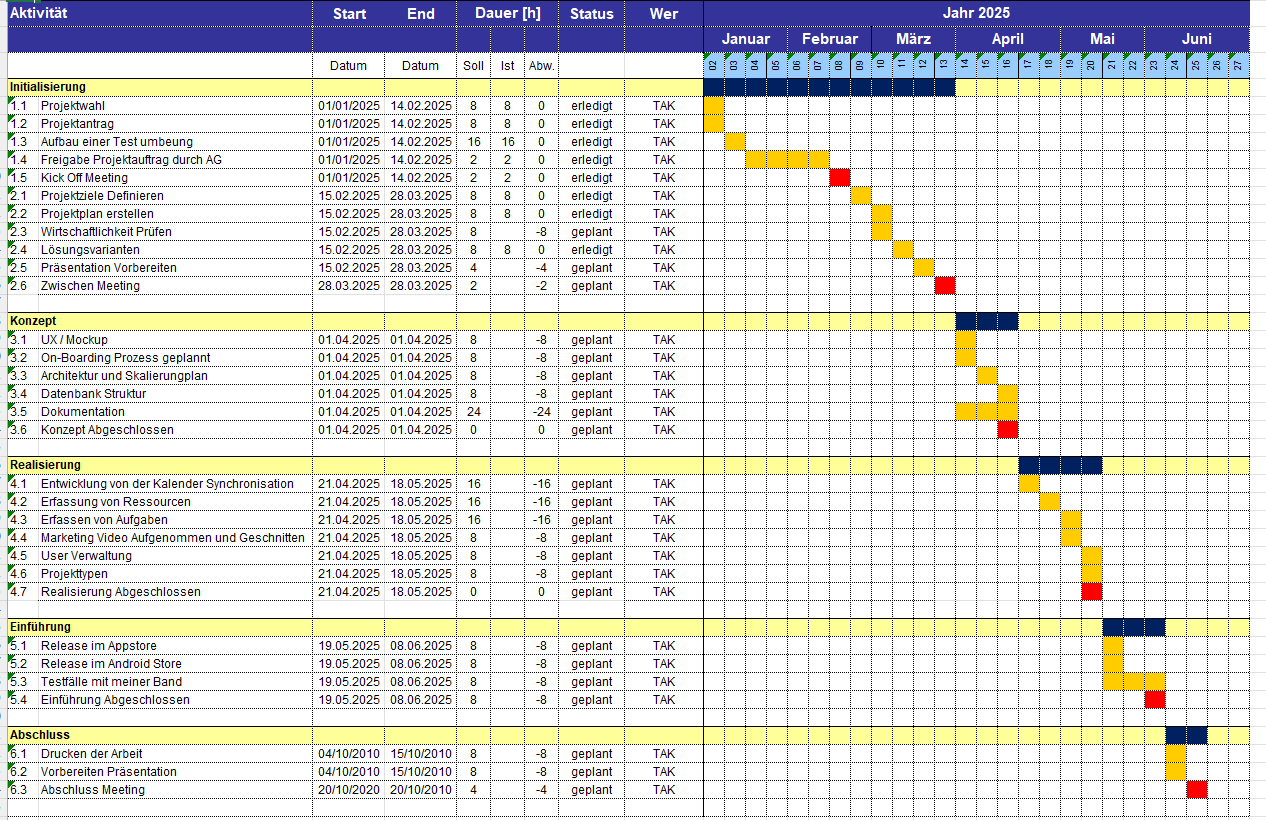 Aktivität Start End Dauer [h] Status Wer Jahr 2025
Januar Februar März April Mai Juni
Datum Datum Soll Ist Abw. 02 03 04 05 06 07 08 09 10 11 12 13 14 15 16 17 18 19 20 21 22 23 24 25 26 27
Initialisierung
1.1 Projektwahl 01/01/2025 14.02.2025 8 8 0 erledigt TAK
1.2 Projektantrag 01/01/2025 14.02.2025 8 8 0 erledigt TAK
1.3 Aufbau einer Test umbeung 01/01/2025 14.02.2025 16 16 0 erledigt TAK
1.4 Freigabe Projektauftrag durch AG 01/01/2025 14.02.2025 2 2 0 erledigt TAK
1.5 Kick Off Meeting 01/01/2025 14.02.2025 2 2 0 erledigt TAK
2.1 Projektziele Definieren 15.02.2025 28.03.2025 8 8 0 erledigt TAK
2.2 Projektplan erstellen 15.02.2025 28.03.2025 8 8 0 erledigt TAK
2.3 Wirtschaftlichkeit Prüfen 15.02.2025 28.03.2025 8 -8 geplant TAK
2.4 Lösungsvarianten 15.02.2025 28.03.2025 8 8 0 erledigt TAK
2.5 Präsentation Vorbereiten 15.02.2025 28.03.2025 4 -4 geplant TAK
2.6 Zwischen Meeting 28.03.2025 28.03.2025 2 -2 geplant TAK
Konzept
3.1 UX / Mockup 01.04.2025 01.04.2025 8 -8 geplant TAK
3.2 On-Boarding Prozess geplannt 01.04.2025 01.04.2025 8 -8 geplant TAK
3.3 Architektur und Skalierungplan 01.04.2025 01.04.2025 8 -8 geplant TAK
3.4 Datenbank Struktur 01.04.2025 01.04.2025 8 -8 geplant TAK
3.5 Dokumentation 01.04.2025 01.04.2025 24 -24 geplant TAK
3.6 Konzept Abgeschlossen 01.04.2025 01.04.2025 0 0 geplant TAK
Realisierung
4.1 Entwicklung von der Kalender Synchronisation 21.04.2025 18.05.2025 16 -16 geplant TAK
4.2 Erfassung von Ressourcen 21.04.2025 18.05.2025 16 -16 geplant TAK
4.3 Erfassen von Aufgaben 21.04.2025 18.05.2025 16 -16 geplant TAK
4.4 Marketing Video Aufgenommen und Geschnitten 21.04.2025 18.05.2025 8 -8 geplant TAK
4.5 User Verwaltung 21.04.2025 18.05.2025 8 -8 geplant TAK
4.6 Projekttypen 21.04.2025 18.05.2025 8 -8 geplant TAK
4.7 Realisierung Abgeschlossen 21.04.2025 18.05.2025 0 0 geplant TAK
Einführung
5.1 Release im Appstore 19.05.2025 08.06.2025 8 -8 geplant TAK
5.2 Release im Android Store 19.05.2025 08.06.2025 8 -8 geplant TAK
5.3 Testfälle mit meiner Band 19.05.2025 08.06.2025 8 -8 geplant TAK
5.4 Einführung Abgeschlossen 19.05.2025 08.06.2025 8 -8 geplant TAK
Abschluss
6.1 Drucken der Arbeit 04/10/2010 15/10/2010 8 -8 geplant TAK
6.2 Vorbereiten Präsentation 04/10/2010 15/10/2010 8 -8 geplant TAK
6.3 Abschluss Meeting 20/10/2020 20/10/2010 4 -4 geplant TAK